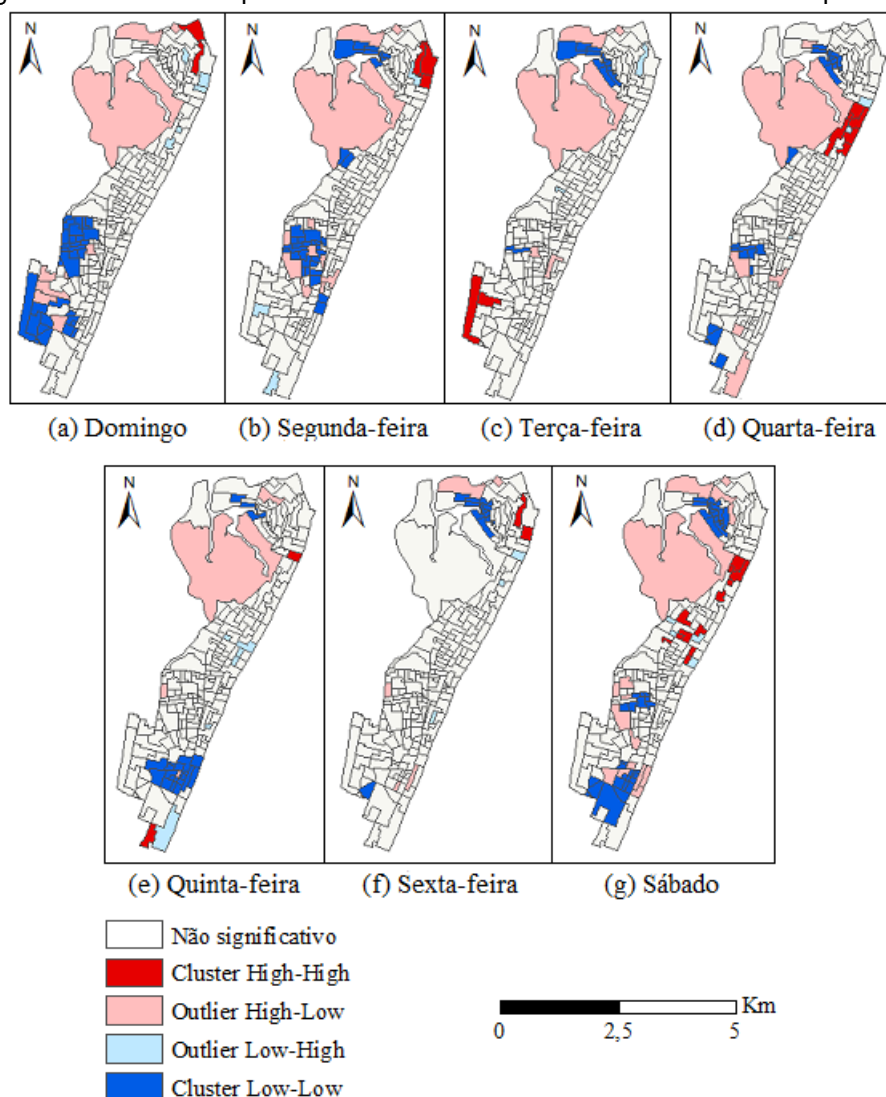 N
N
N
N
(a) Domingo
(b) Segunda-feira
(c) Terça-feira
(d) Quarta-feira
N
N
N
(e) Quinta-feira
(f) Sexta-feira
(g) Sábado
Não significativo
Cluster High-High
Outlier High-Low
Outlier Low-High
Cluster Low-Low
Km
0 2,5 5